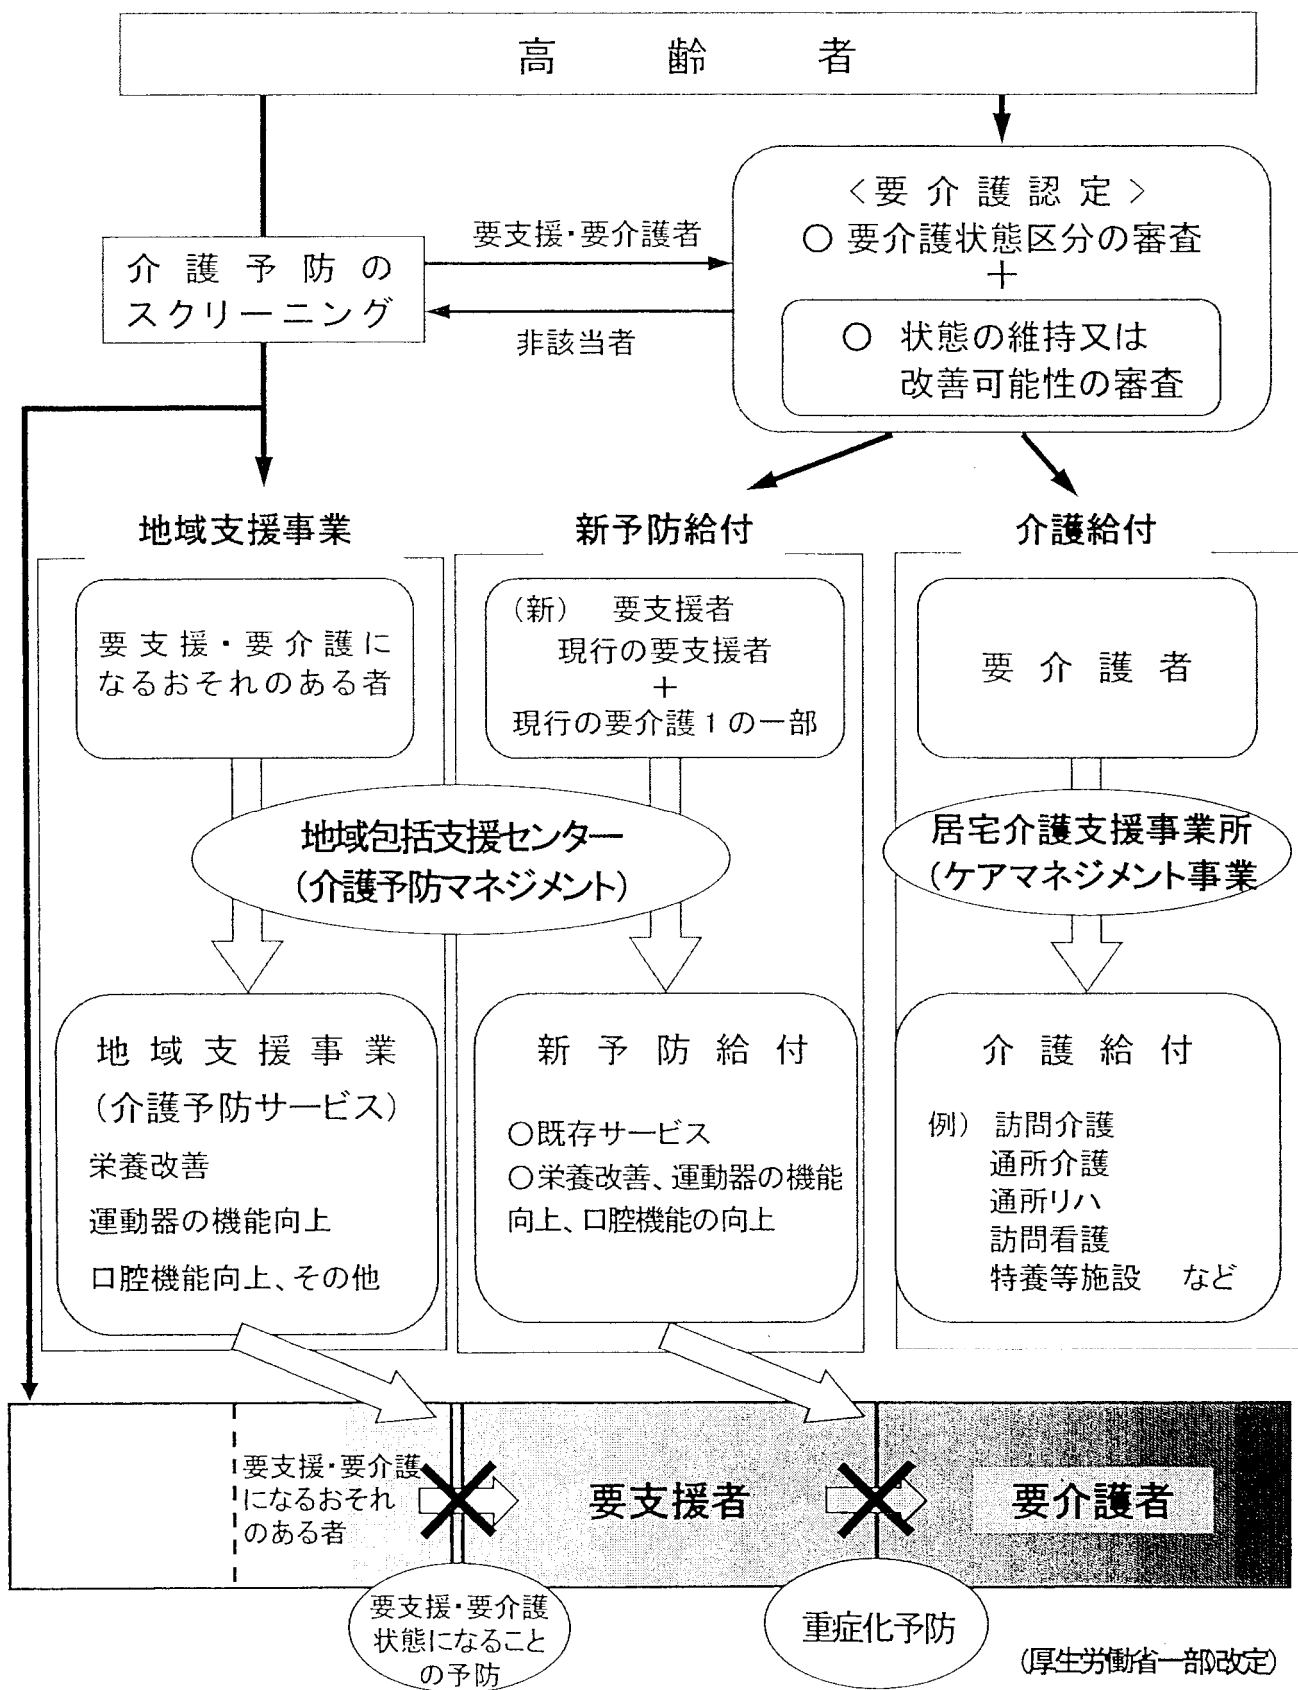 高齢者
<要介護認定>
○ 要介護状態区分の審査
＋
○ 状態の維持又は
改善可能性の審査
要支援・要介護者
非該当者
介護予防の
スクリーニング
地域支援事業
新予防給付
介護給付
要支援・要介護に
なるおそれのある者
(新) 要支援者
現行の要支援者
＋
現行の要介護1の一部
要介護者
地域包括支援センター
(介護予防マネジメント)
居宅介護支援事業所
(ケアマネジメント事業
地域支援事業
(介護予防サービス)
栄養改善
運動器の機能向上
口腔機能向上、その他
新予防給付
○既存サービス
○栄養改善、運動器の機能
向上、口腔機能の向上
介護給付
例) 訪問介護
通所介護
通所リハ
訪問看護
特養等施設 など
要支援・要介護
になるおそれ
のある者
要支援者
要介護者
要支援・要介護
状態になること
の予防
重症化予防
(厚生労働省一部改定)